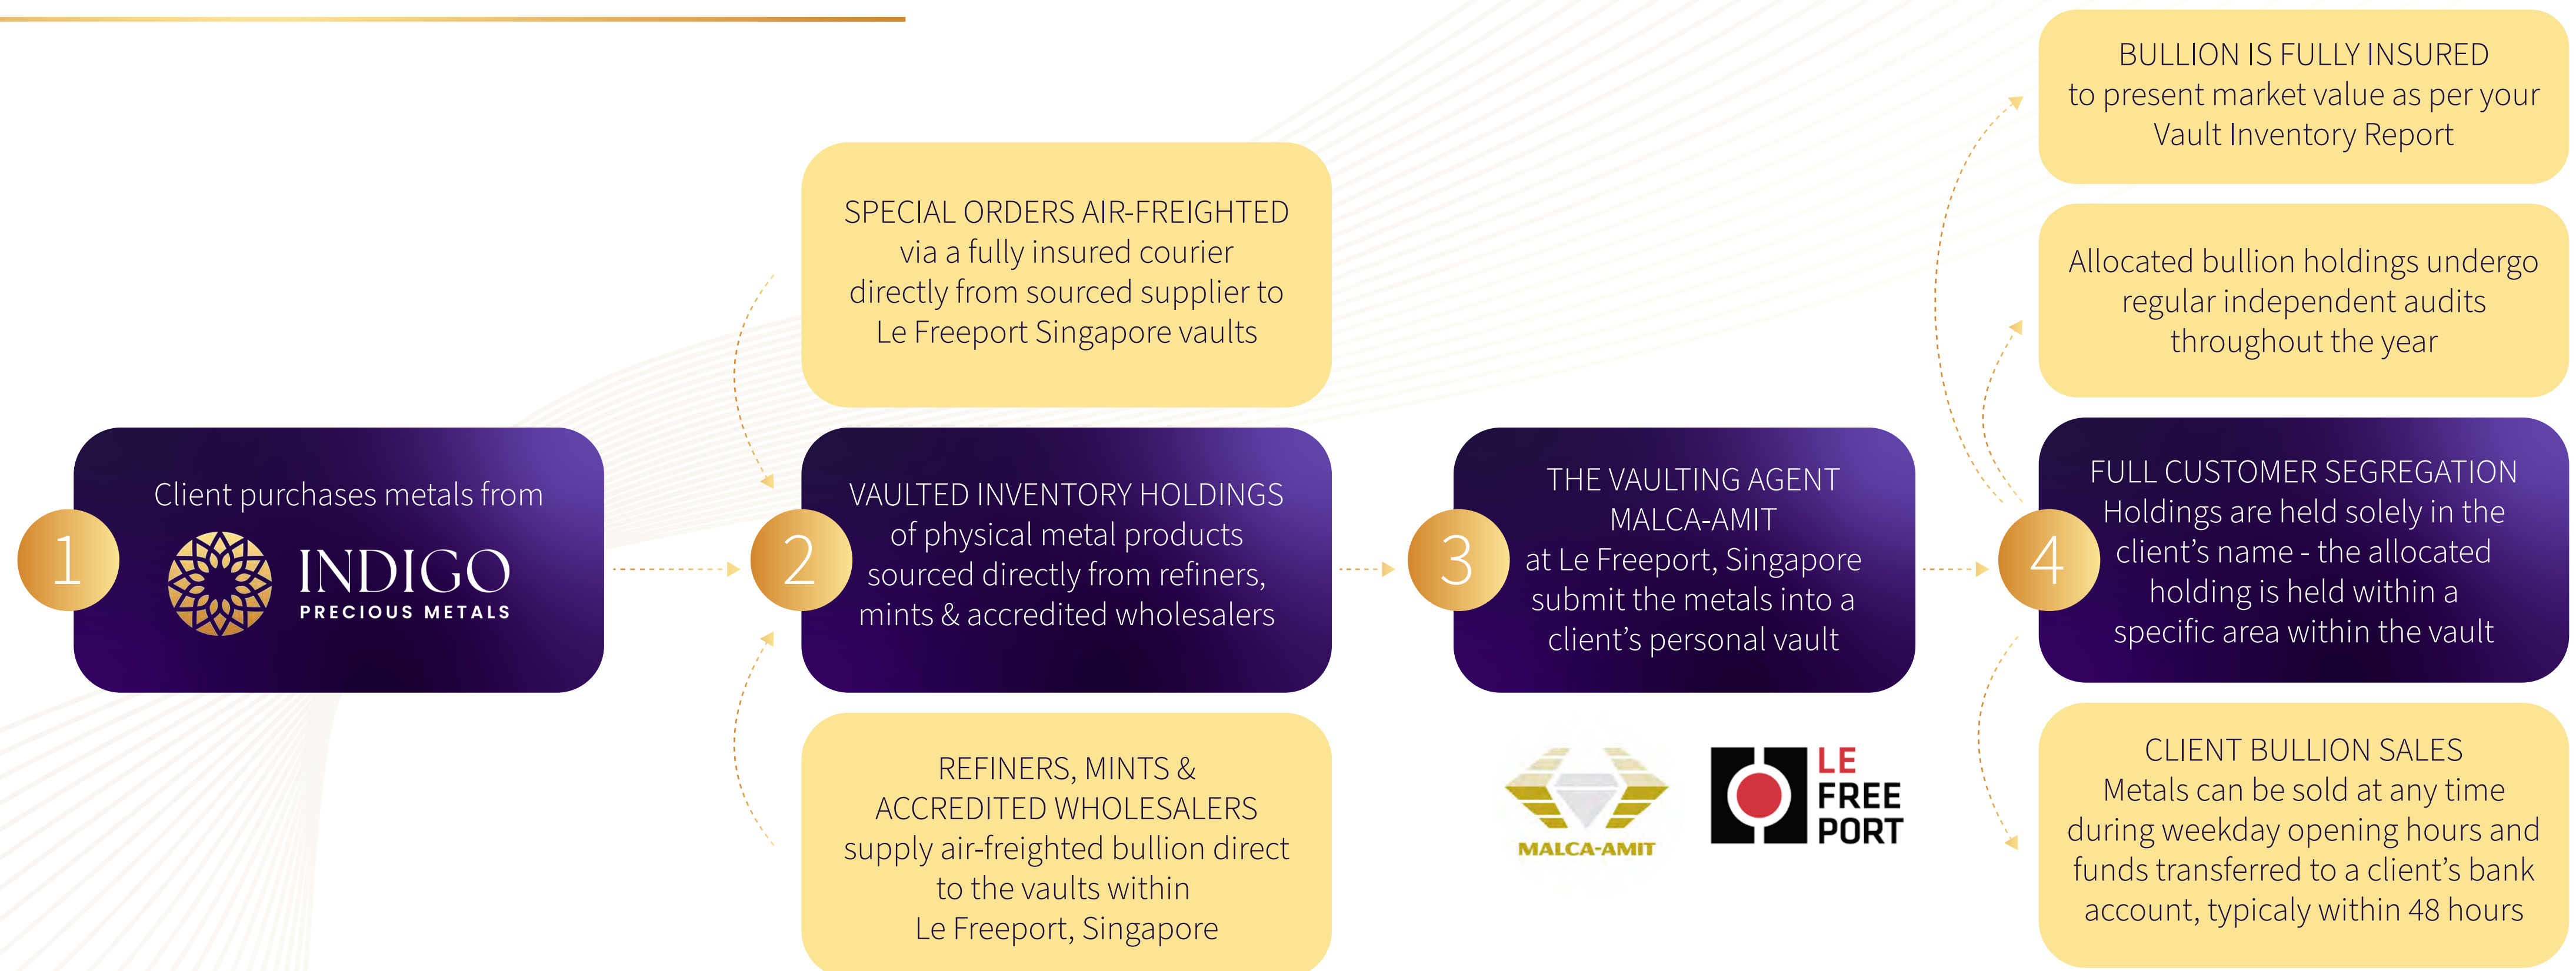 1
Client purchases metals from
INDIGO
PRECIOUS METALS
SPECIAL ORDERS AIR-FREIGHTED
via a fully insured courier
directly from sourced supplier to
Le Freeport Singapore vaults
2
VAULTED INVENTORY HOLDINGS
of physical metal products
sourced directly from refiners,
mints & accredited wholesalers
REFINERS, MINTS &
ACCREDITED WHOLESALERS
supply air-freighted bullion direct
to the vaults within
Le Freeport, Singapore
3
THE VAULTING AGENT
MALCA-AMIT
at Le Freeport, Singapore
submit the metals into a
client’s personal vault
MALCA-AMIT
LE
FREE
PORT
BULLION IS FULLY INSURED
to present market value as per your
Vault Inventory Report
Allocated bullion holdings undergo
regular independent audits
throughout the year
4
FULL CUSTOMER SEGREGATION
Holdings are held solely in the
client’s name - the allocated
holding is held within a
specific area within the vault
CLIENT BULLION SALES
Metals can be sold at any time
during weekday opening hours and
funds transferred to a client’s bank
account, typicaly within 48 hours